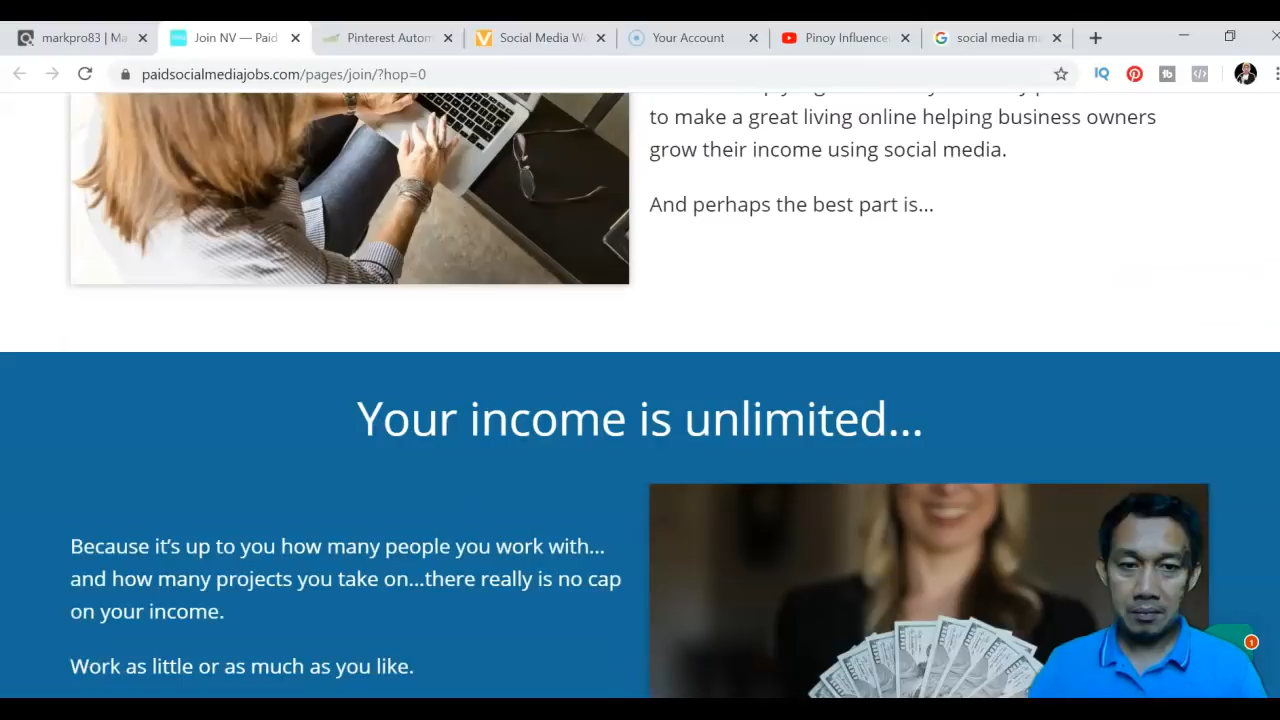 markpro83 | Ma
Join NV — Paid
Pinterest Autom
Social Media W
Your Account
Pinoy Influence
social media ma
paidsocialmediajobs.com/pages/join/?hop=0
to make a great living online helping business owners
grow their income using social media.
And perhaps the best part is...
Your income is unlimited...
Because it's up to you how many people you work with...
and how many projects you take on...there really is no cap
on your income.
Work as little or as much as you like.
1